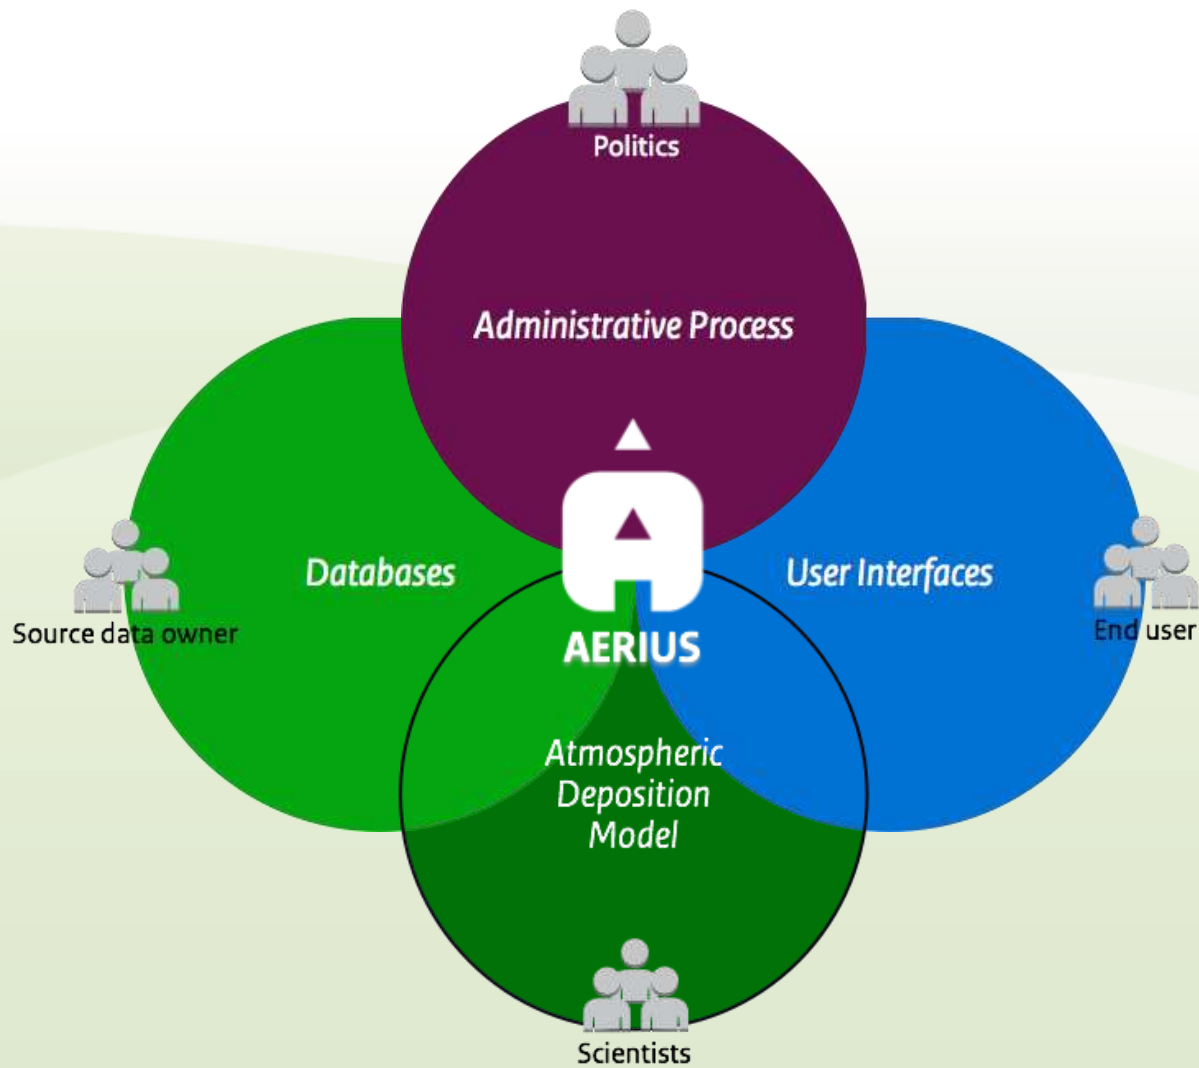 Politics
Administrative Process
Databases
User Interfaces
Source data owner
End user
AERIUS
Atmospheric
Deposition
Model
Scientists